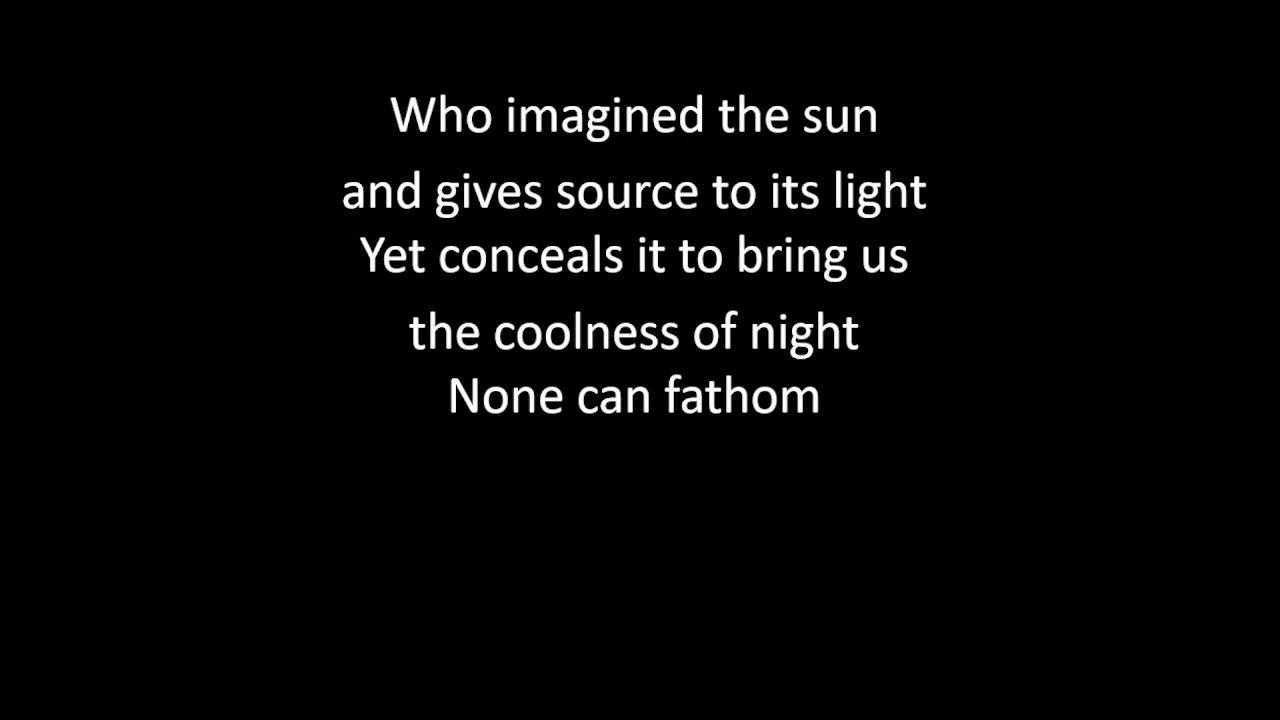 Who imagined the sun
and gives source to its light
Yet conceals it to bring us
the coolness of night
None can fathom